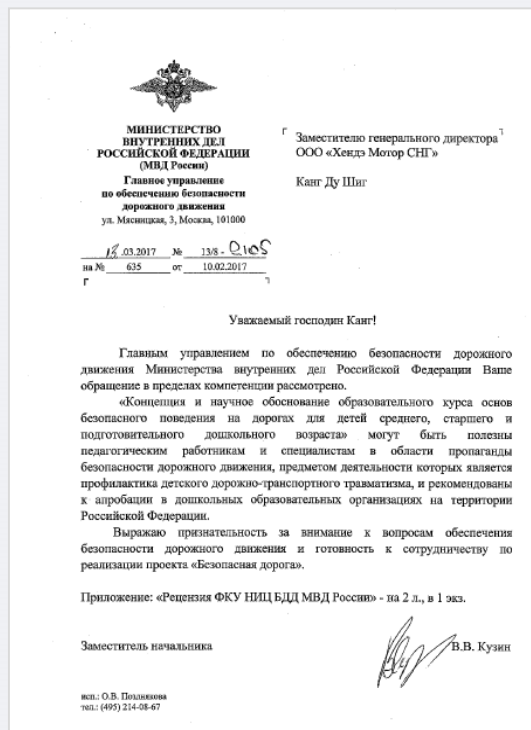 МИНИСТЕРСТВО
ВНУТРЕННИХ ДЕЛ
РОССИЙСКОЙ ФЕДЕРАЦИИ
(МВД России)
Главное управление
по обеспечению безопасности
дорожного движения
ул. Мясницкая, 3, Москва, 101000
.03.2017 № 13/8 -
на № 635 от 10.02.2017
Заместителю генерального директора
ООО «Хендэ Мотор СНГ»
Канг Ду Шиг
Уважаемый господин Канг!
Главным управлением по обеспечению безопасности дорожного
движения Министерства внутренних дел Российской Федерации Ваше
обращение в пределах компетенции рассмотрено.
«Концепция и научное обоснование образовательного курса основ
безопасного поведения на дорогах для детей среднего, старшего и
подготовительного дошкольного возраста» могут быть полезны
педагогическим работникам и специалистам в области пропаганды
безопасности дорожного движения, предметом деятельности которых является
профилактика детского дорожно-транспортного травматизма, и рекомендованы
к апробации в дошкольных образовательных организациях на территории
Российской Федерации.
Выражаю признательность за внимание к вопросам обеспечения
безопасности дорожного движения и готовность к сотрудничеству по
реализации проекта «Безопасная дорога».
Приложение: «Рецензия ФКУ НИЦ БДД МВД России» - на 2 л., в 1 экз.
Заместитель начальника В.В. Кузин
исп.: О.В. Позднякова
тел.: (495) 214-08-67